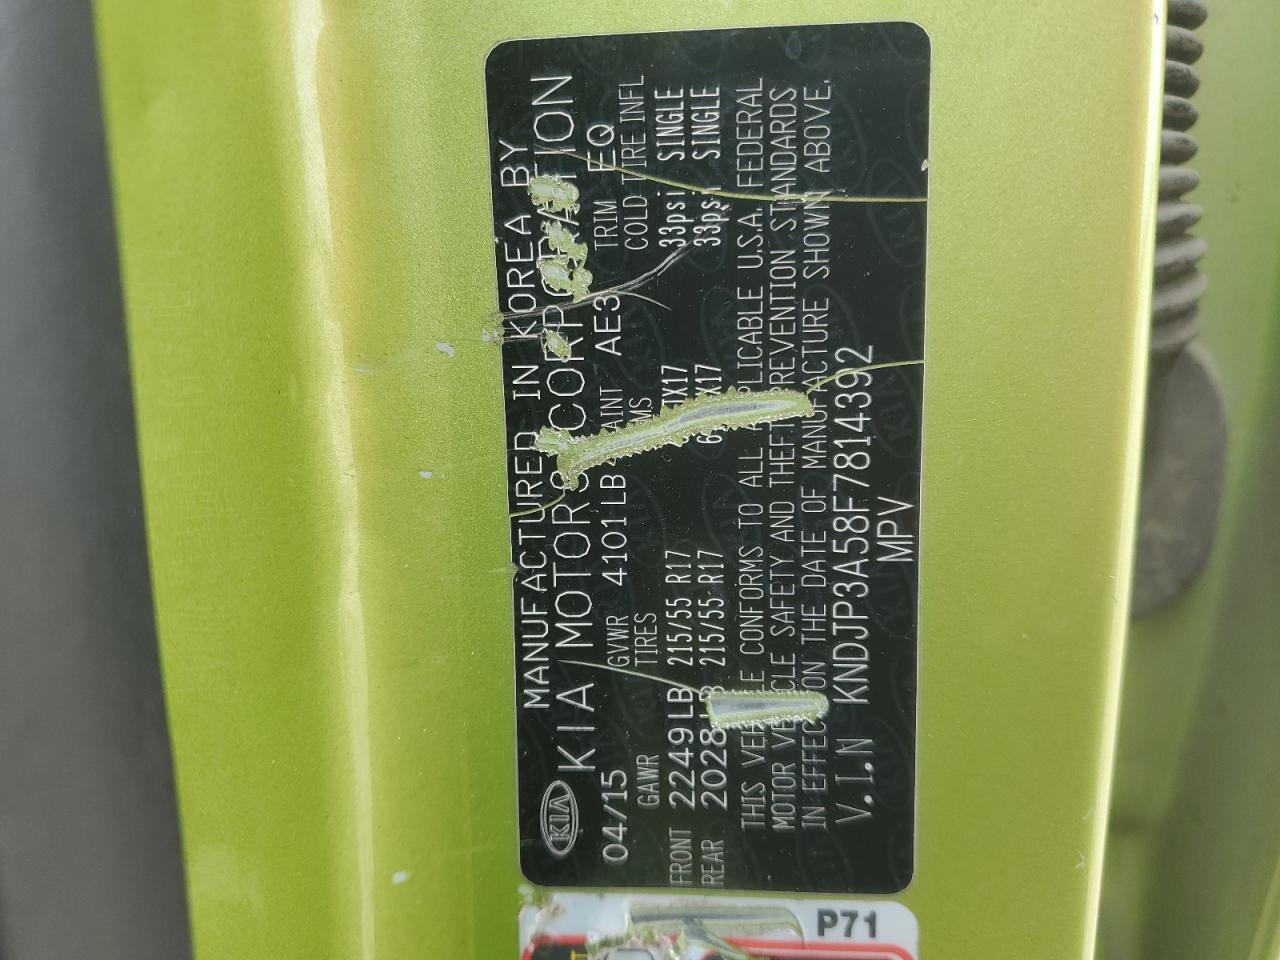 MANUFACTURED IN KOREA BY
KIA
KIA MOTORS CORPORATION
04/15 GVWR 4101 LB PAINT AE3 TRIM EQ
GAWR TIRES RIMS COLD TIRE INFL
FRONT 2249 LB 215/55 R17 33psi SINGLE
REAR 2028 LB 215/55 R17 33psi SINGLE
THIS VEHICLE CONFORMS TO ALL APPLICABLE U.S.A. FEDERAL
MOTOR VEHICLE SAFETY AND THEFT PREVENTION STANDARDS
IN EFFECT ON THE DATE OF MANUFACTURE SHOWN ABOVE.
V.I.N KNDJP3A58F7814392
MPV
P71